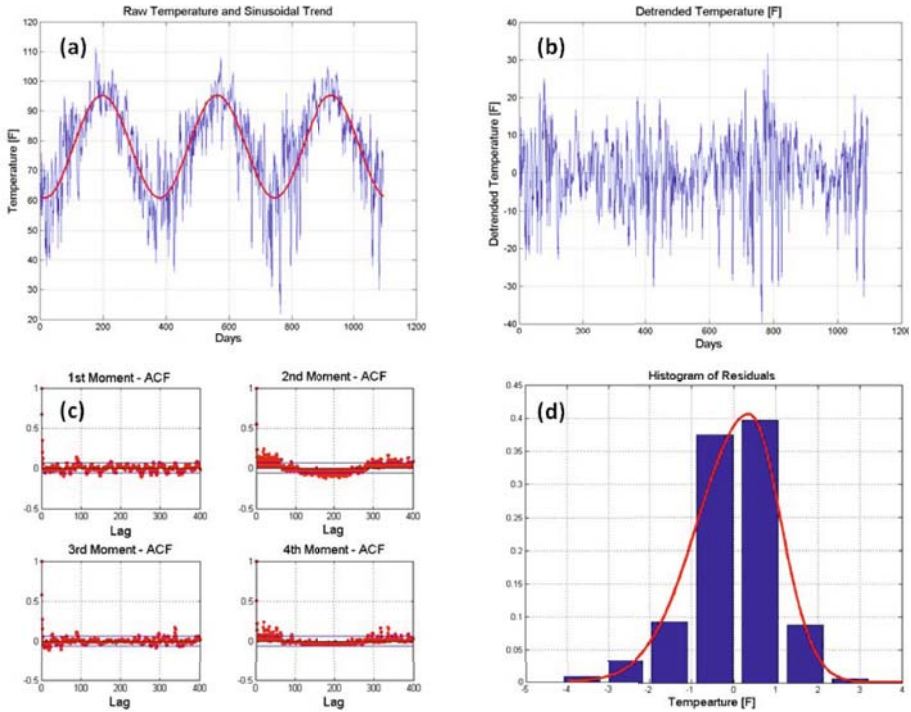 Raw Temperature and Sinusoidal Trend
(a)
Temperature [F]
120
110
100
90
80
70
60
50
40
30
20
0 200 400 600 800 1000 1200
Days
Detrended Temperature [F]
(b)
Detrended Temperature [F]
40
30
20
10
0
-10
-20
-30
-40
0 200 400 600 800 1000 1200
Days
1st Moment - ACF
(c)
1
0.5
0
-0.5
0 100 200 300 400
Lag
2nd Moment - ACF
1
0.5
0
-0.5
0 100 200 300 400
Lag
3rd Moment - ACF
1
0.5
0
-0.5
0 100 200 300 400
Lag
4th Moment - ACF
1
0.5
0
-0.5
0 100 200 300 400
Lag
Histogram of Residuals
(d)
0.45
0.4
0.35
0.3
0.25
0.2
0.15
0.1
0.05
0
-5 -4 -3 -2 -1 0 1 2 3 4
Tempearture [F]